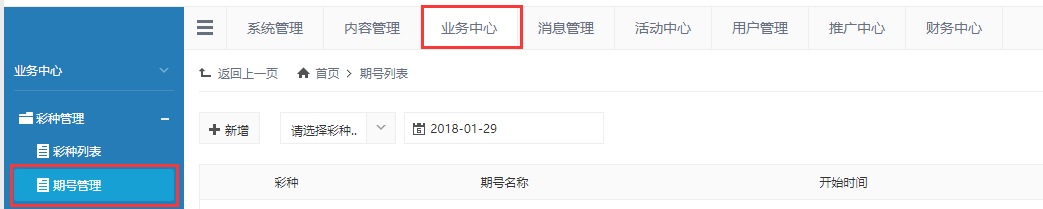 系统管理 内容管理 业务中心 消息管理 活动中心 用户管理 推广中心 财务中心
业务中心
返回上一页 首页 > 期号列表
彩种管理
新增 请选择彩种.. 2018-01-29
彩种列表
期号管理
彩种 期号名称 开始时间